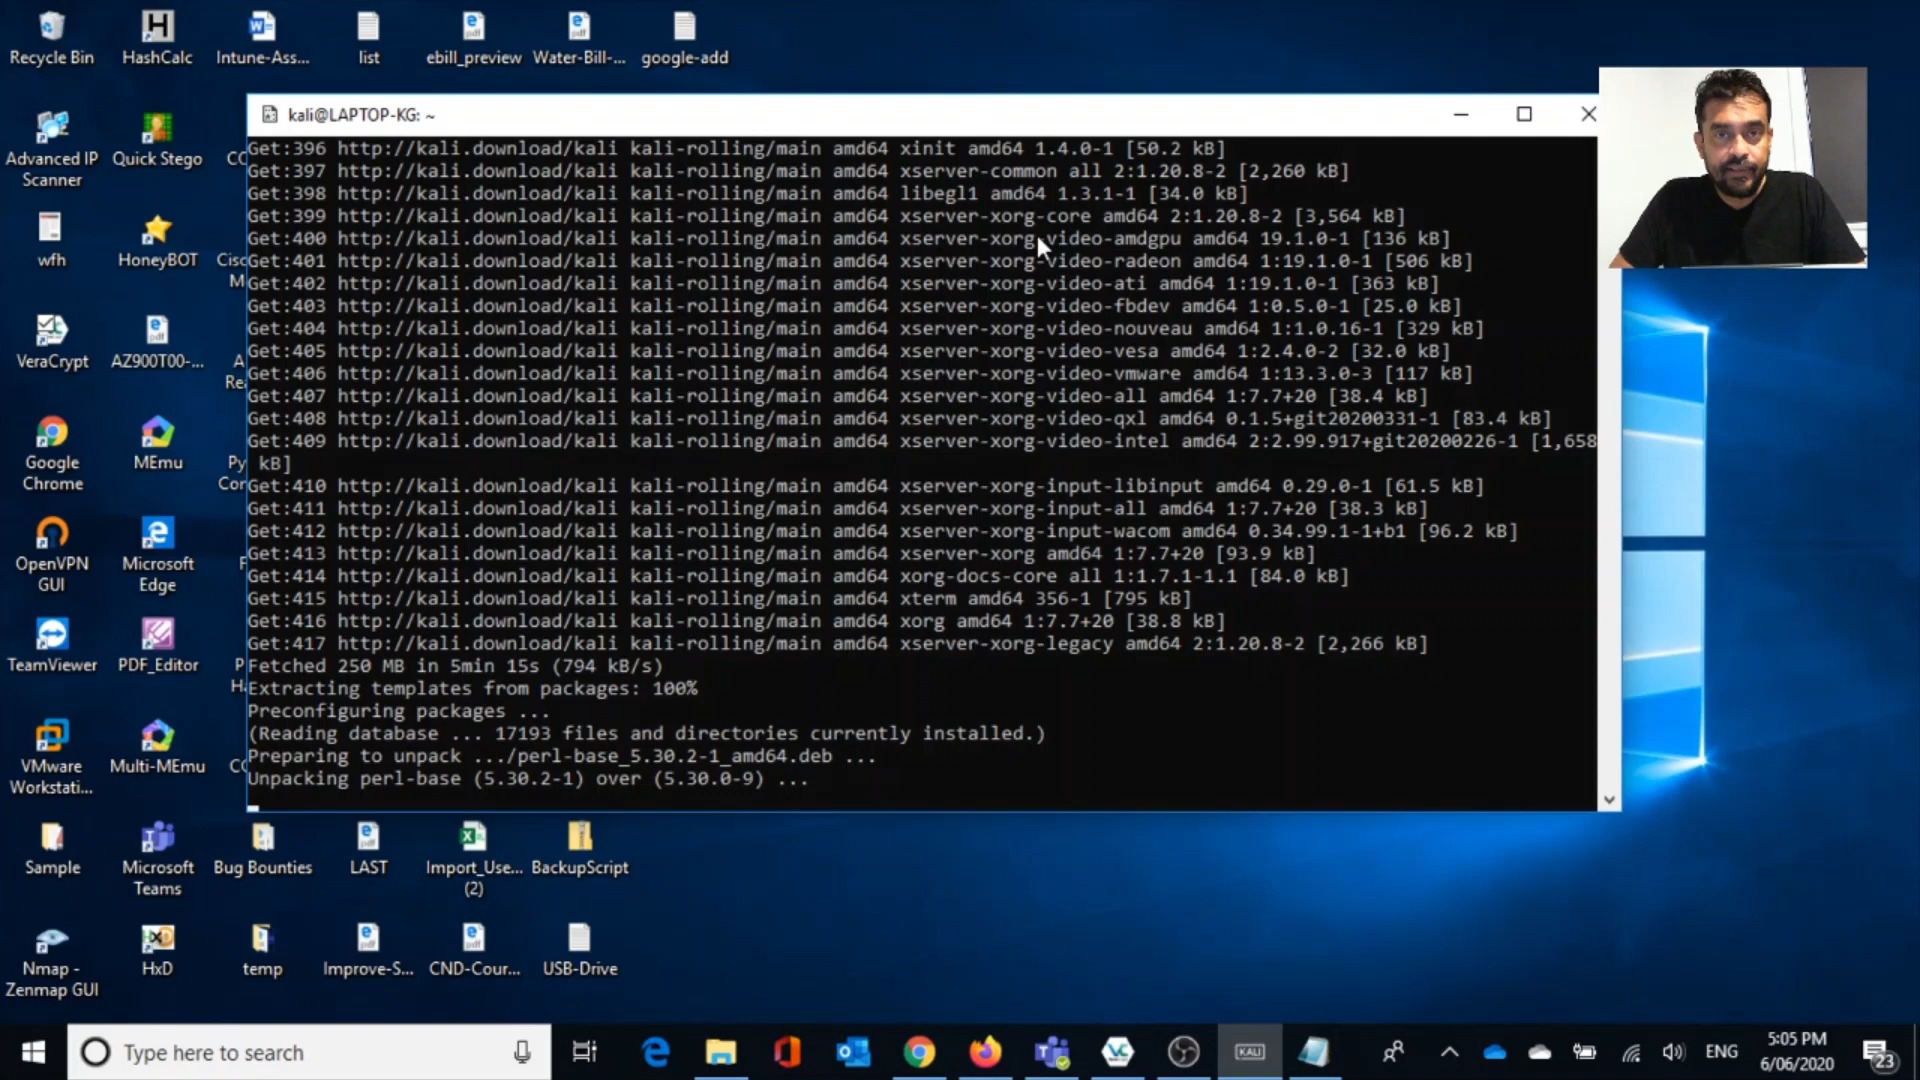 Recycle Bin
HashCalc
Intune-Ass...
list
ebill_preview
Water-Bill-...
google-add
kali@LAPTOP-KG: ~
Advanced IP
Scanner
Quick Stego
CC
wfh
HoneyBOT
Cisc
M
VeraCrypt
AZ900T00-...
A
Rea
Google
Chrome
MEmu
Py
Cor
OpenVPN
GUI
Microsoft
Edge
F
TeamViewer
PDF_Editor
P
Ha
VMware
Workstati...
Multi-MEmu
CC
Get:396 http://kali.download/kali kali-rolling/main amd64 xinit amd64 1.4.0-1 [50.2 kB]
Get:397 http://kali.download/kali kali-rolling/main amd64 xserver-common all 2:1.20.8-2 [2,260 kB]
Get:398 http://kali.download/kali kali-rolling/main amd64 libegl1 amd64 1.3.1-1 [34.0 kB]
Get:399 http://kali.download/kali kali-rolling/main amd64 xserver-xorg-core amd64 2:1.20.8-2 [3,564 kB]
Get:400 http://kali.download/kali kali-rolling/main amd64 xserver-xorg-video-amdgpu amd64 19.1.0-1 [136 kB]
Get:401 http://kali.download/kali kali-rolling/main amd64 xserver-xorg-video-radeon amd64 1:19.1.0-1 [506 kB]
Get:402 http://kali.download/kali kali-rolling/main amd64 xserver-xorg-video-ati amd64 1:19.1.0-1 [363 kB]
Get:403 http://kali.download/kali kali-rolling/main amd64 xserver-xorg-video-fbdev amd64 1:0.5.0-1 [25.0 kB]
Get:404 http://kali.download/kali kali-rolling/main amd64 xserver-xorg-video-nouveau amd64 1:1.0.16-1 [329 kB]
Get:405 http://kali.download/kali kali-rolling/main amd64 xserver-xorg-video-vesa amd64 1:2.4.0-2 [32.0 kB]
Get:406 http://kali.download/kali kali-rolling/main amd64 xserver-xorg-video-vmware amd64 1:13.3.0-3 [117 kB]
Get:407 http://kali.download/kali kali-rolling/main amd64 xserver-xorg-video-all amd64 1:7.7+20 [38.4 kB]
Get:408 http://kali.download/kali kali-rolling/main amd64 xserver-xorg-video-qxl amd64 0.1.5+git20200331-1 [83.4 kB]
Get:409 http://kali.download/kali kali-rolling/main amd64 xserver-xorg-video-intel amd64 2:2.99.917+git20200226-1 [1,658
kB]
Get:410 http://kali.download/kali kali-rolling/main amd64 xserver-xorg-input-libinput amd64 0.29.0-1 [61.5 kB]
Get:411 http://kali.download/kali kali-rolling/main amd64 xserver-xorg-input-all amd64 1:7.7+20 [38.3 kB]
Get:412 http://kali.download/kali kali-rolling/main amd64 xserver-xorg-input-wacom amd64 0.34.99.1-1+b1 [96.2 kB]
Get:413 http://kali.download/kali kali-rolling/main amd64 xserver-xorg amd64 1:7.7+20 [93.9 kB]
Get:414 http://kali.download/kali kali-rolling/main amd64 xorg-docs-core all 1:1.7.1-1.1 [84.0 kB]
Get:415 http://kali.download/kali kali-rolling/main amd64 xterm amd64 356-1 [795 kB]
Get:416 http://kali.download/kali kali-rolling/main amd64 xorg amd64 1:7.7+20 [38.8 kB]
Get:417 http://kali.download/kali kali-rolling/main amd64 xserver-xorg-legacy amd64 2:1.20.8-2 [2,266 kB]
Fetched 250 MB in 5min 15s (794 kB/s)
Extracting templates from packages: 100%
Preconfiguring packages ...
(Reading database ... 17193 files and directories currently installed.)
Preparing to unpack .../perl-base_5.30.2-1_amd64.deb ...
Unpacking perl-base (5.30.2-1) over (5.30.0-9) ...
Sample
Microsoft
Teams
Bug Bounties
LAST
Import_Use...
(2)
BackupScript
Nmap -
Zenmap GUI
HxD
temp
Improve-S...
CND-Cour...
USB-Drive
Type here to search
KALI
ENG
5:05 PM
6/06/2020
23